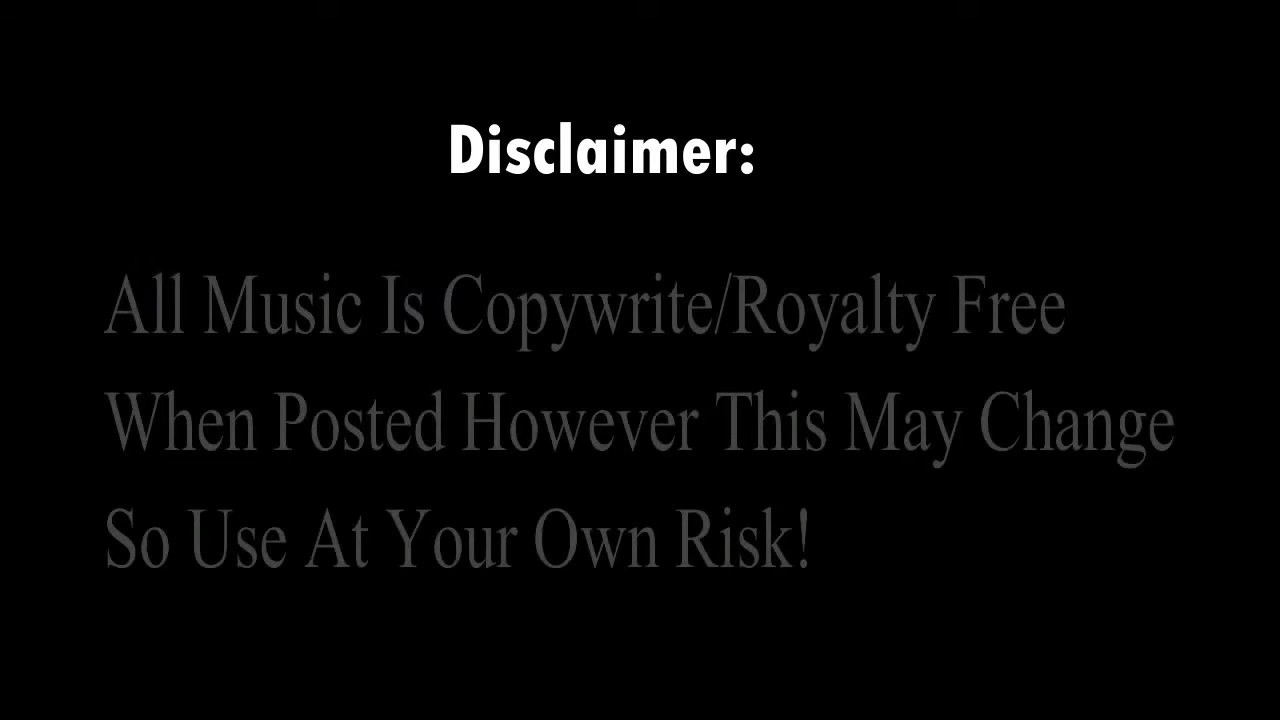 Disclaimer:
All Music Is Copywrite/Royalty Free
When Posted However This May Change
So Use At Your Own Risk!